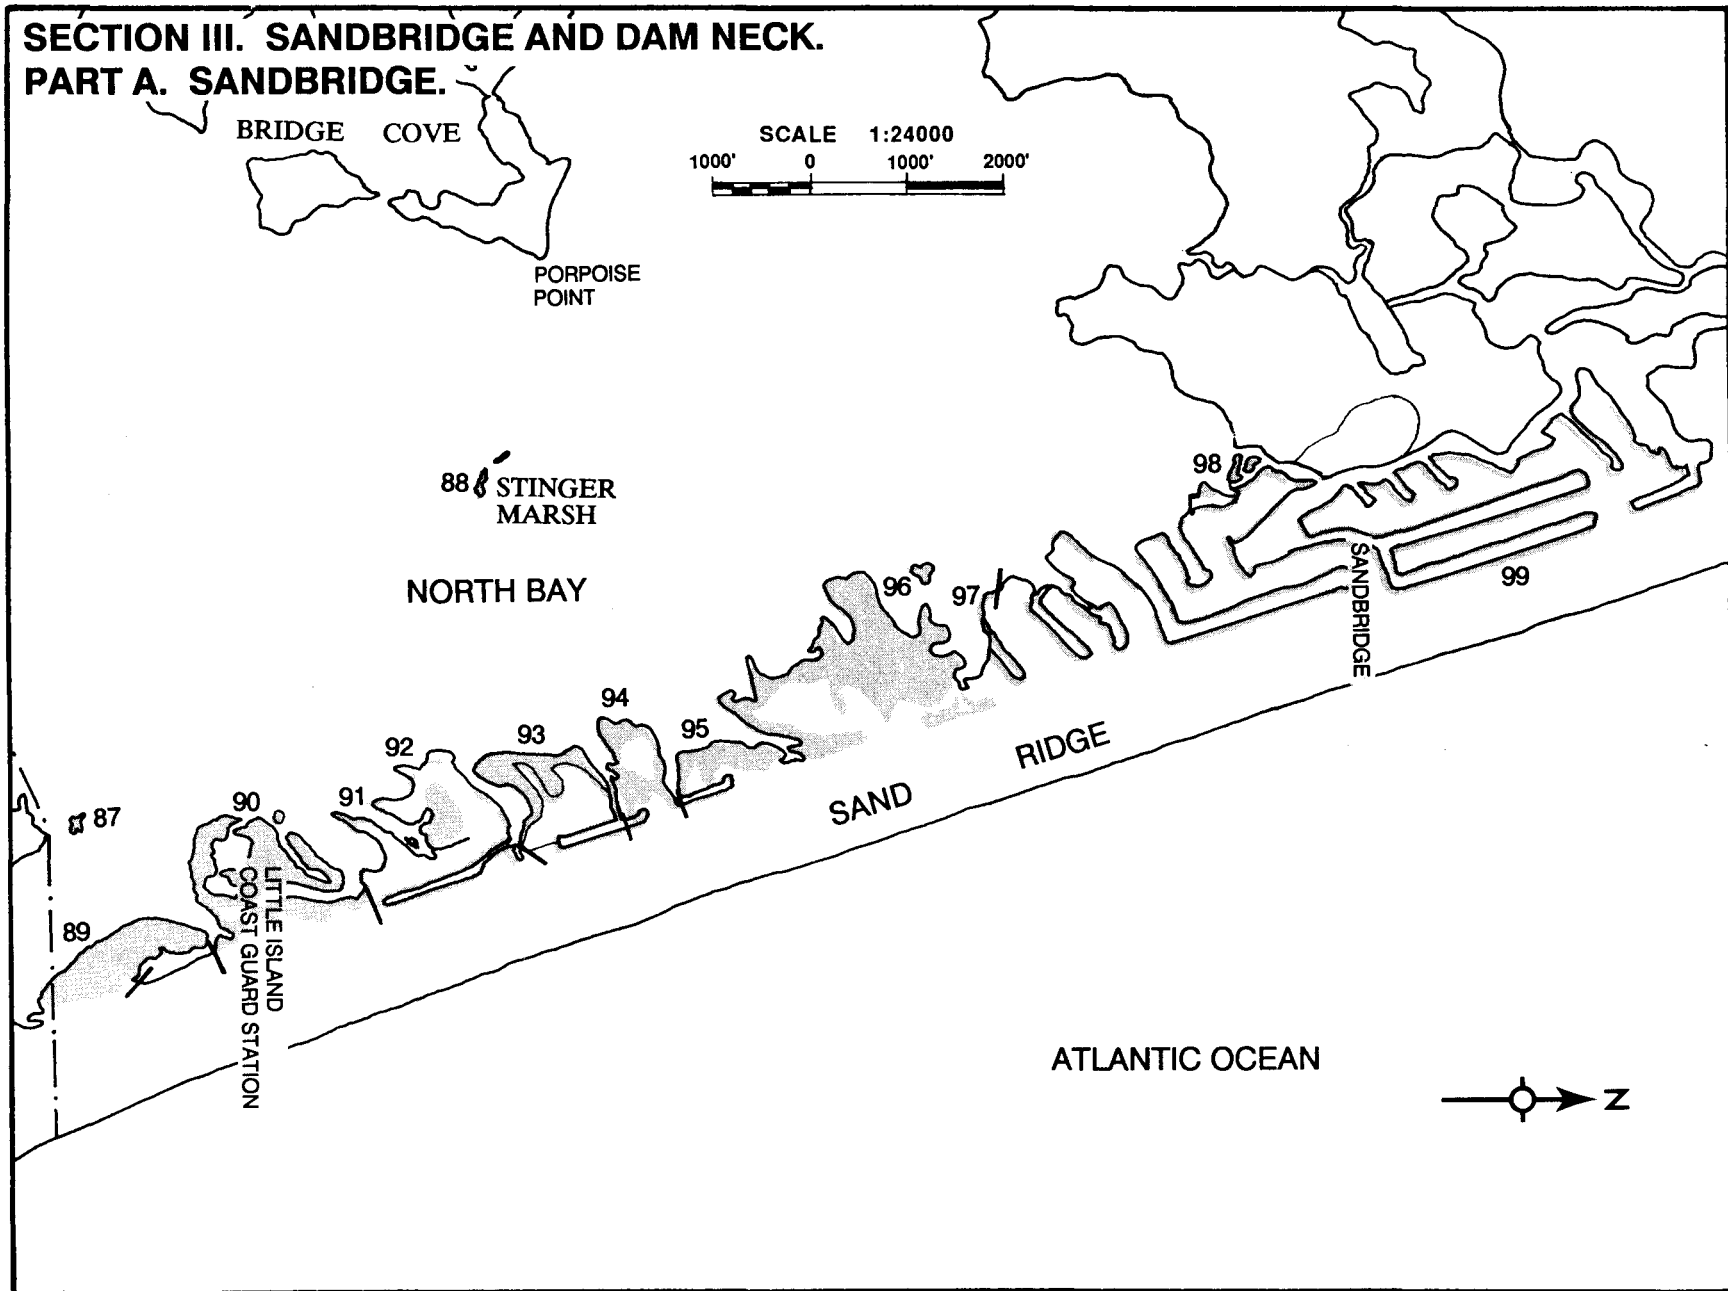 SECTION III. SANDBRIDGE AND DAM NECK.
PART A. SANDBRIDGE.
BRIDGE COVE
SCALE 1:24000
1000' 0 1000' 2000'
PORPOISE
POINT
88 STINGER
MARSH
98
NORTH BAY
96
97
SANDBRIDGE
99
94
95
93
92
91
90
87
89
LITTLE ISLAND
COAST GUARD STATION
SAND RIDGE
ATLANTIC OCEAN
N